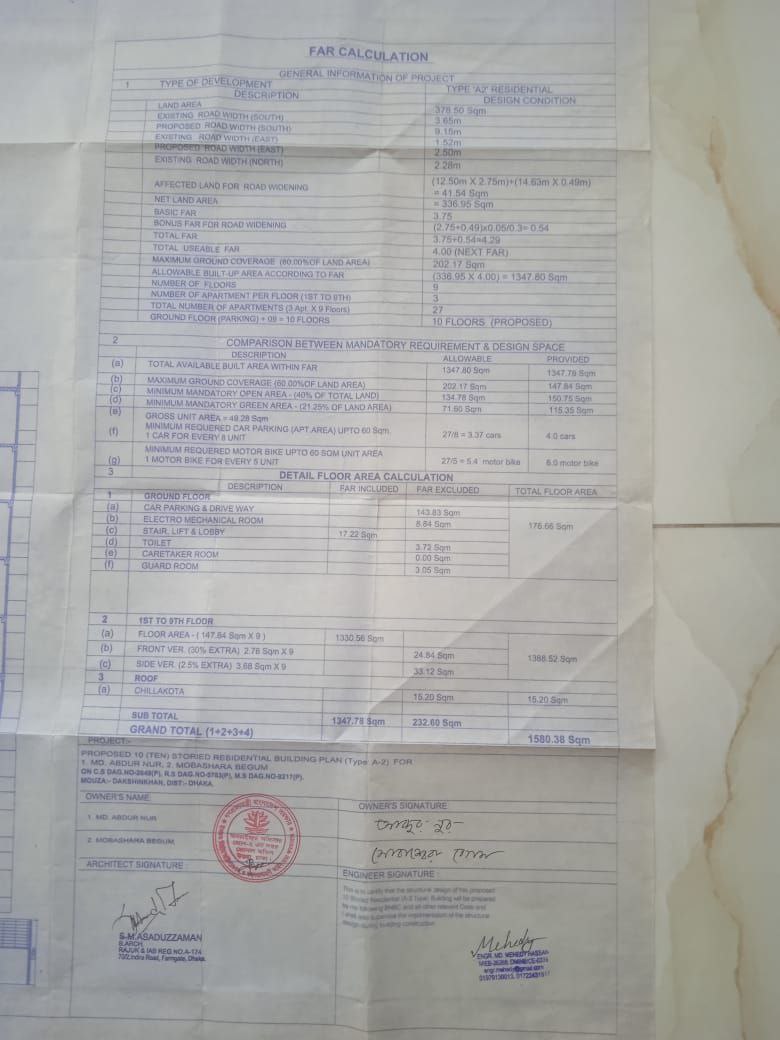 FAR CALCULATION
GENERAL INFORMATION OF PROJECT
1 TYPE OF DEVELOPMENT TYPE 'A2' RESIDENTIAL
DESCRIPTION DESIGN CONDITION
LAND AREA 378.50 Sqm
EXISTING ROAD WIDTH (SOUTH) 3.65m
PROPOSED ROAD WIDTH (SOUTH) 9.15m
EXISTING ROAD WIDTH (EAST) 1.52m
PROPOSED ROAD WIDTH (EAST) 2.50m
EXISTING ROAD WIDTH (NORTH) 2.28m
AFFECTED LAND FOR ROAD WIDENING (12.50m X 2.75m)+(14.63m X 0.49m)
= 41.54 Sqm
NET LAND AREA = 336.95 Sqm
BASIC FAR 3.75
BONUS FAR FOR ROAD WIDENING (2.75+0.49)x0.05/0.3= 0.54
TOTAL FAR 3.75+0.54=4.29
TOTAL USEABLE FAR 4.00 (NEXT FAR)
MAXIMUM GROUND COVERAGE (60.00%OF LAND AREA) 202.17 Sqm
ALLOWABLE BUILT-UP AREA ACCORDING TO FAR (336.95 X 4.00) = 1347.80 Sqm
NUMBER OF FLOORS 9
NUMBER OF APARTMENT PER FLOOR (1ST TO 9TH) 3
TOTAL NUMBER OF APARTMENTS (3 Apt. X 9 Floors) 27
GROUND FLOOR (PARKING) + 09 = 10 FLOORS 10 FLOORS (PROPOSED)
2 COMPARISON BETWEEN MANDATORY REQUIREMENT & DESIGN SPACE
DESCRIPTION ALLOWABLE PROVIDED
(a) TOTAL AVAILABLE BUILT AREA WITHIN FAR 1347.80 Sqm 1347.78 Sqm
(b) MAXIMUM GROUND COVERAGE (60.00%OF LAND AREA) 202.17 Sqm 147.84 Sqm
(c) MINIMUM MANDATORY OPEN AREA - (40% OF TOTAL LAND) 134.78 Sqm 150.75 Sqm
(d) MINIMUM MANDATORY GREEN AREA - (21.25% OF LAND AREA) 71.60 Sqm 115.35 Sqm
(e) GROSS UNIT AREA = 49.28 Sqm
(f) MINIMUM REQUERED CAR PARKING (APT.AREA) UPTO 60 Sqm.
1 CAR FOR EVERY 8 UNIT 27/8 = 3.37 cars 4.0 cars
MINIMUM REQUERED MOTOR BIKE UPTO 60 SQM UNIT AREA
(g) 1 MOTOR BIKE FOR EVERY 5 UNIT 27/5 = 5.4 motor bike 6.0 motor bike
3 DETAIL FLOOR AREA CALCULATION
DESCRIPTION FAR INCLUDED FAR EXCLUDED TOTAL FLOOR AREA
1 GROUND FLOOR
(a) CAR PARKING & DRIVE WAY 143.83 Sqm
(b) ELECTRO MECHANICAL ROOM 8.84 Sqm
(c) STAIR, LIFT & LOBBY 17.22 Sqm 176.66 Sqm
(d) TOILET 3.72 Sqm
(e) CARETAKER ROOM 0.00 Sqm
(f) GUARD ROOM 3.05 Sqm
2 1ST TO 9TH FLOOR
(a) FLOOR AREA - ( 147.84 Sqm X 9 ) 1330.56 Sqm
(b) FRONT VER. (30% EXTRA) 2.76 Sqm X 9 24.84 Sqm 1388.52 Sqm
(c) SIDE VER. (2.5% EXTRA) 3.68 Sqm X 9 33.12 Sqm
3 ROOF
(a) CHILLAKOTA 15.20 Sqm 15.20 Sqm
SUB TOTAL 1347.78 Sqm 232.60 Sqm
GRAND TOTAL (1+2+3+4) 1580.38 Sqm
PROJECT:-
PROPOSED 10 (TEN) STORIED RESIDENTIAL BUILDING PLAN (Type: A-2) FOR
1. MD. ABDUR NUR, 2. MOBASHARA BEGUM
MOUZA:- DAKSHINKHAN, DIST:- DHAKA.
OWNER'S NAME: OWNER'S SIGNATURE
1. MD. ABDUR NUR
2. MOBASHARA BEGUM
ARCHITECT SIGNATURE : ENGINEER SIGNATURE :
This is to certify that the structural design of this proposed
10 Storied Residential (A-2 Type) Building will be prepared
by me following BNBC and all other relevant Code and
I shall also supervise the implementation of the structural
design during building construction.
Mehedy
S.M.ASADUZZAMAN
B.ARCH
RAJUK & IAB REG NO.A-174
70/2,Indira Road, Farmgate, Dhaka.
ENGR. MD. MEHEDY HASSAN